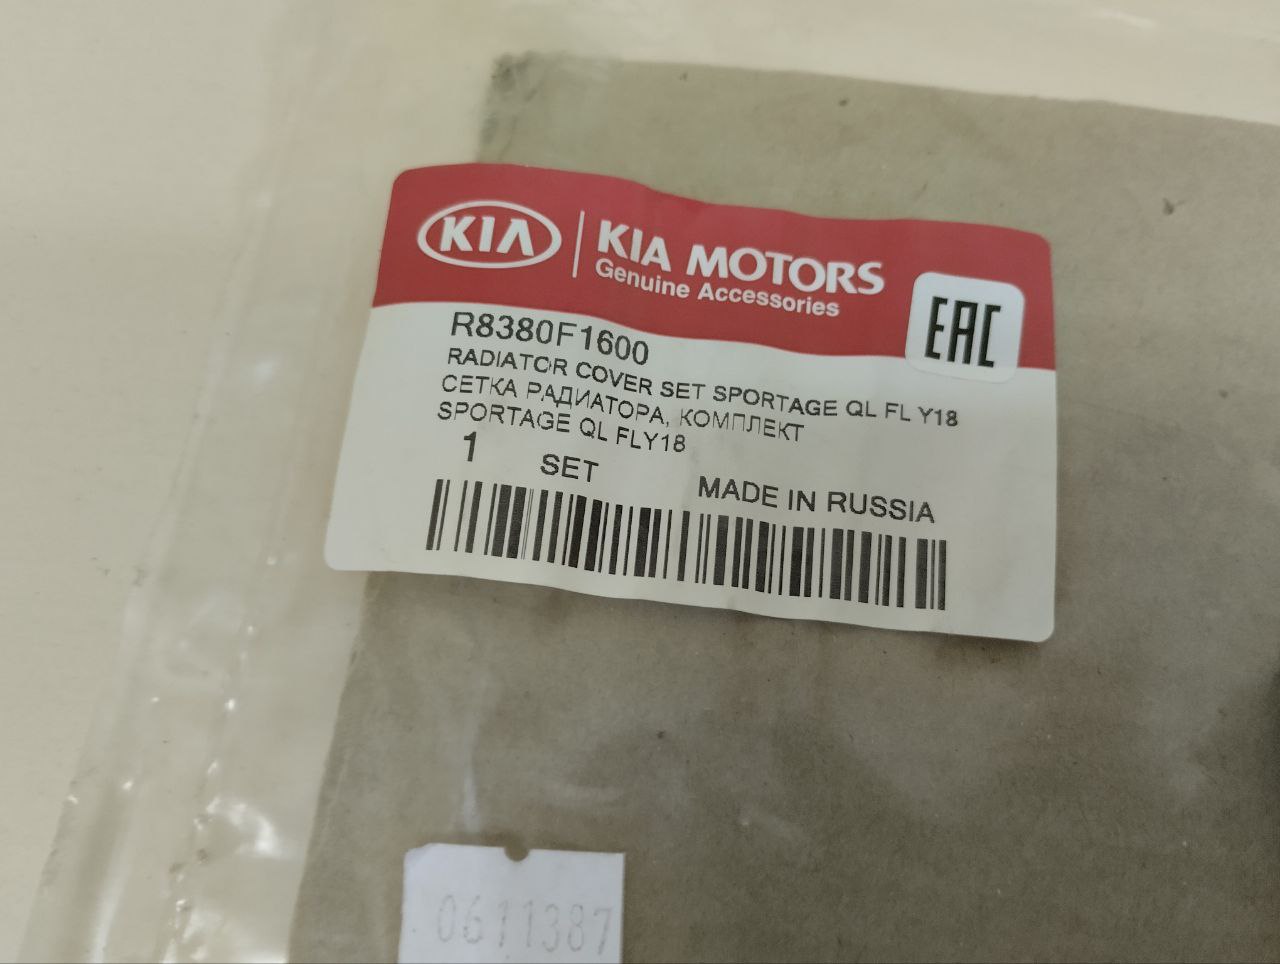 KIA
KIA MOTORS
Genuine Accessories
EAC
R8380F1600
RADIATOR COVER SET SPORTAGE QL FL Y18
СЕТКА РАДИАТОРА, КОМПЛЕКТ
SPORTAGE QL FLY18
1 SET MADE IN RUSSIA
0611387